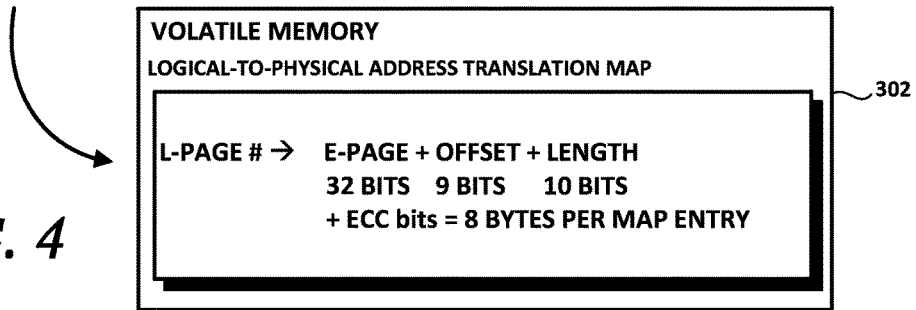 VOLATILE MEMORY
LOGICAL-TO-PHYSICAL ADDRESS TRANSLATION MAP
302
L-PAGE # → E-PAGE + OFFSET + LENGTH
32 BITS 9 BITS 10 BITS
+ ECC bits = 8 BYTES PER MAP ENTRY
. 4